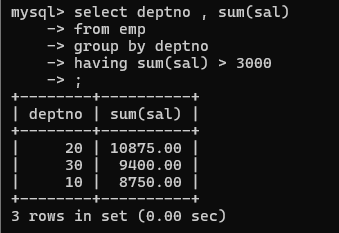 mysql> select deptno , sum(sal)
    -> from emp
    -> group by deptno
    -> having sum(sal) > 3000
    -> ;
+--------+----------+
| deptno | sum(sal) |
+--------+----------+
|     20 | 10875.00 |
|     30 |  9400.00 |
|     10 |  8750.00 |
+--------+----------+
3 rows in set (0.00 sec)